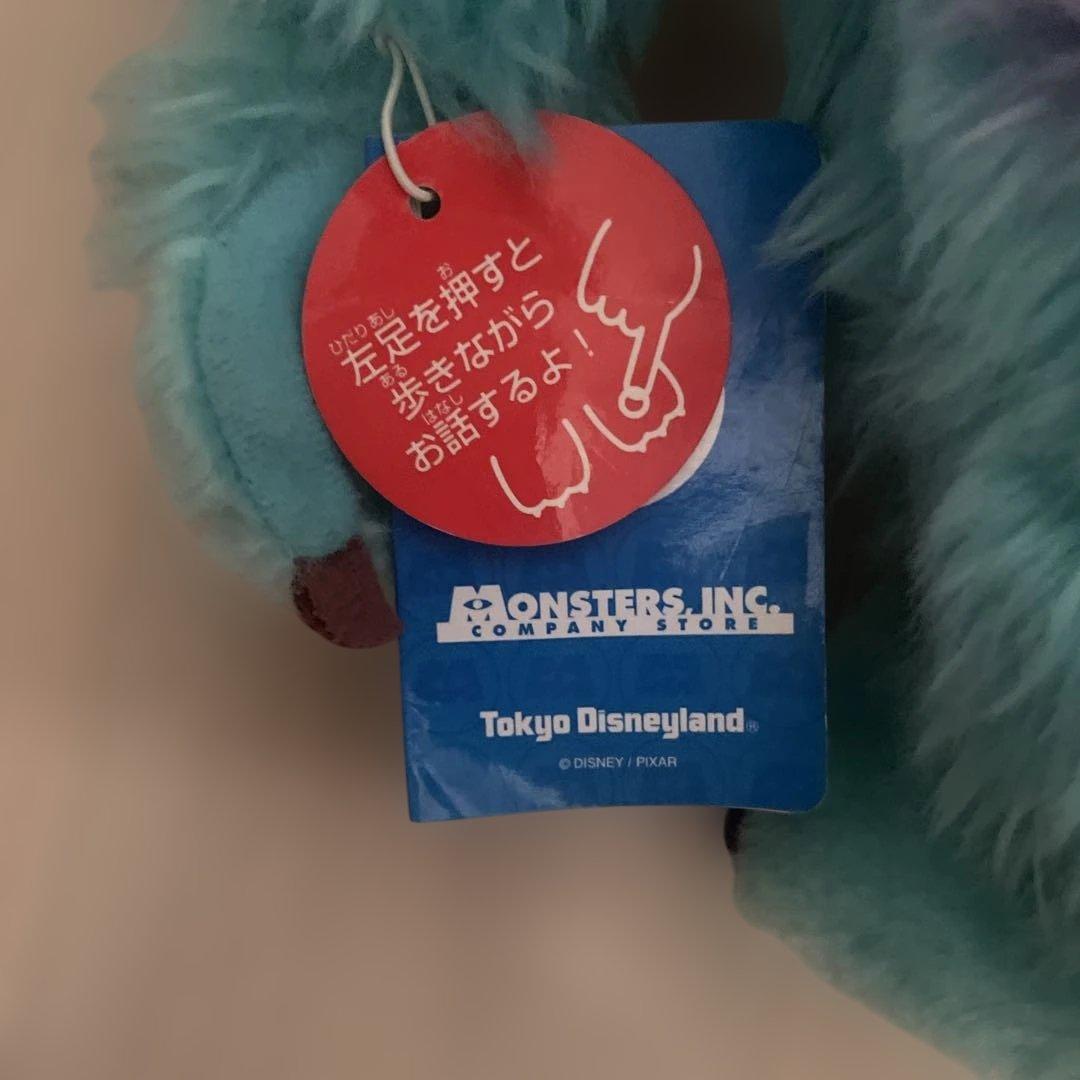 左足を押すと
歩きながら
お話するよ！
ひだり あし
お
ある
はなし
MONSTERS, INC.
COMPANY STORE
Tokyo Disneyland®
© DISNEY / PIXAR